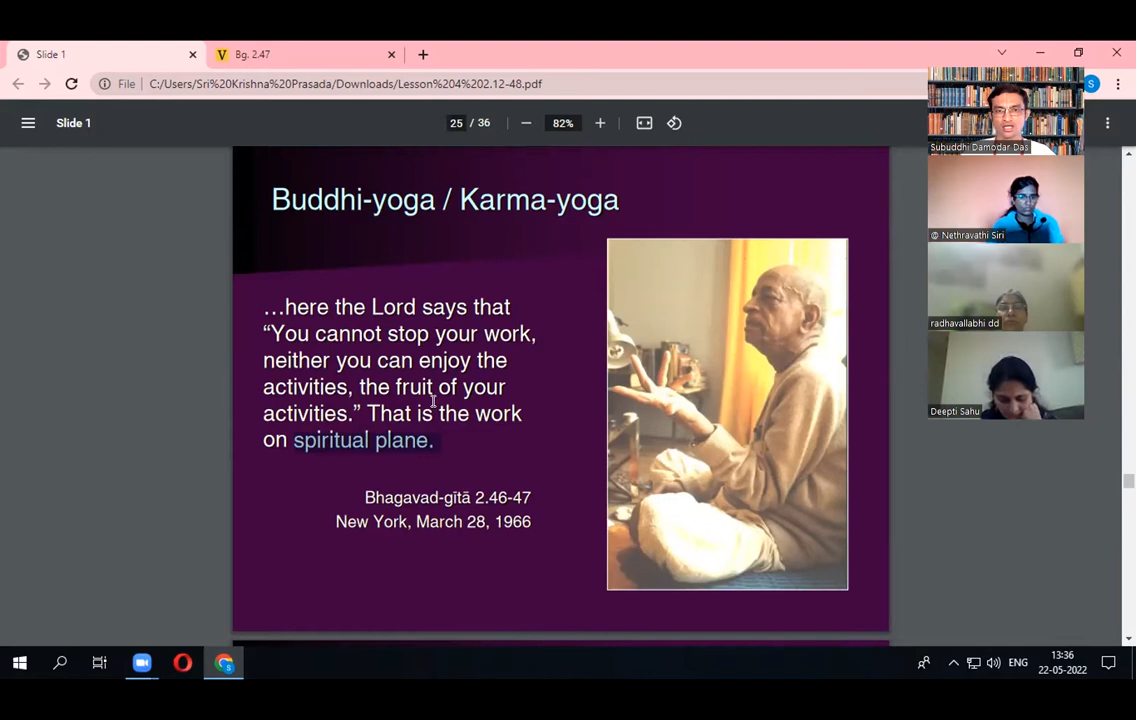 Slide 1
Bg. 2.47
File
C:/Users/Sri%20Krishna%20Prasada/Downloads/Lesson%204%202.12-48.pdf
S
Slide 1
25 / 36
82%
Subuddhi Damodar Das
@ Nethravathi Siri
radhavallabhi dd
Deepti Sahu
Buddhi-yoga / Karma-yoga
…here the Lord says that
“You cannot stop your work,
neither you can enjoy the
activities, the fruit of your
activities.” That is the work
on spiritual plane.
Bhagavad-gītā 2.46-47
New York, March 28, 1966
ENG
13:36
22-05-2022